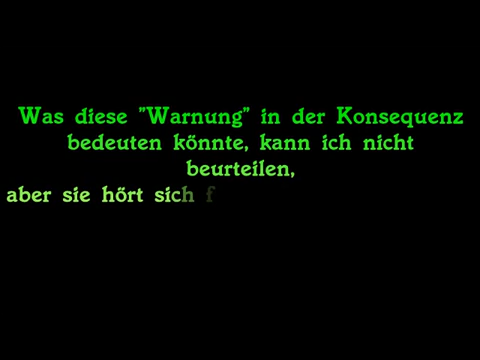 Was diese "Warnung" in der Konsequenz
bedeuten könnte, kann ich nicht
beurteilen,
aber sie hört sich f